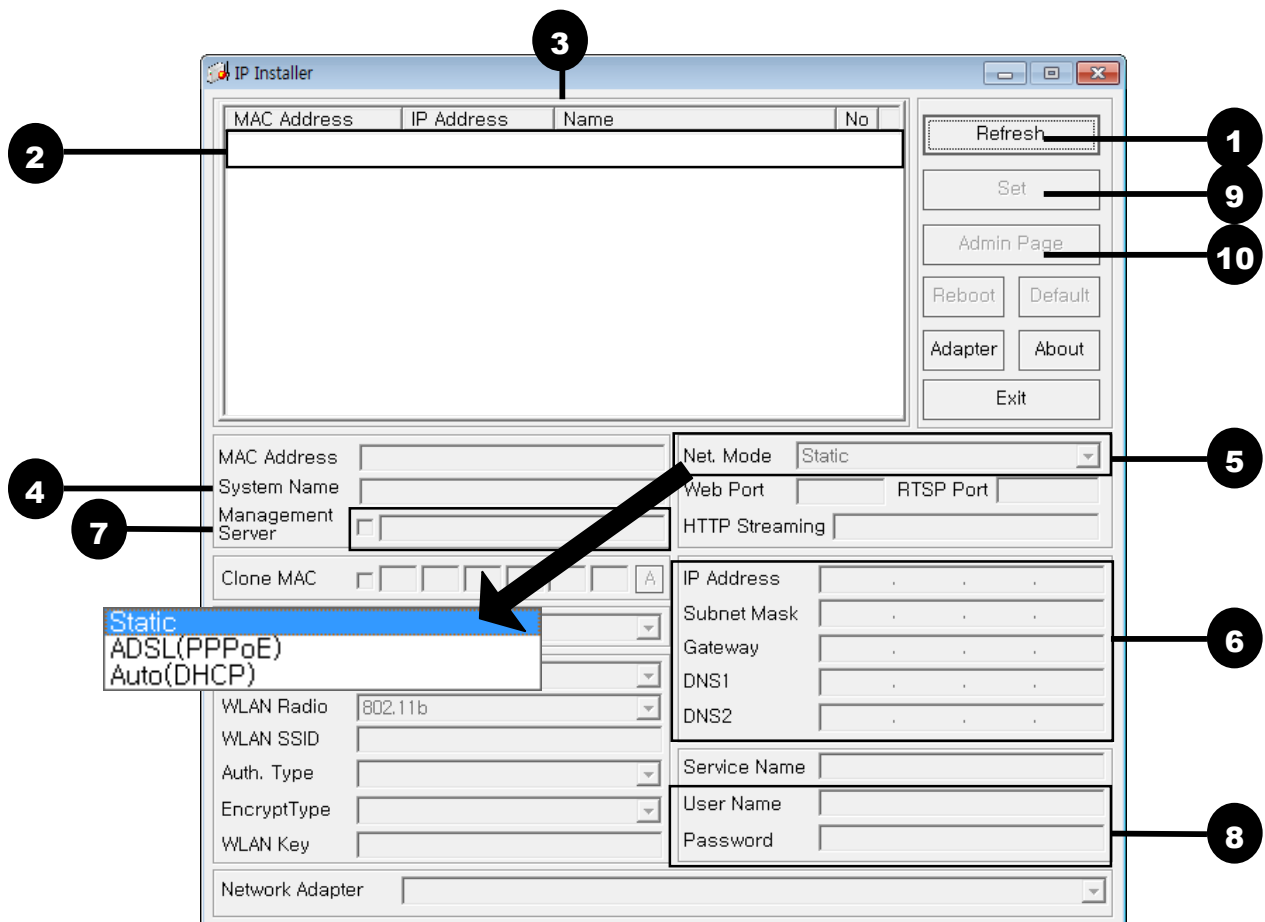 3
IP Installer
MAC Address IP Address Name No
Refresh
1
2
Set
9
Admin Page
10
Reboot Default
Adapter About
Exit
MAC Address
Net. Mode Static
5
4
System Name
Web Port RTSP Port
7
Management
Server
HTTP Streaming
Clone MAC A
IP Address
Static
ADSL(PPPoE)
Auto(DHCP)
Subnet Mask
6
Gateway
DNS1
WLAN Radio 802.11b
DNS2
WLAN SSID
Auth. Type
Service Name
EncryptType
User Name
8
WLAN Key
Password
Network Adapter